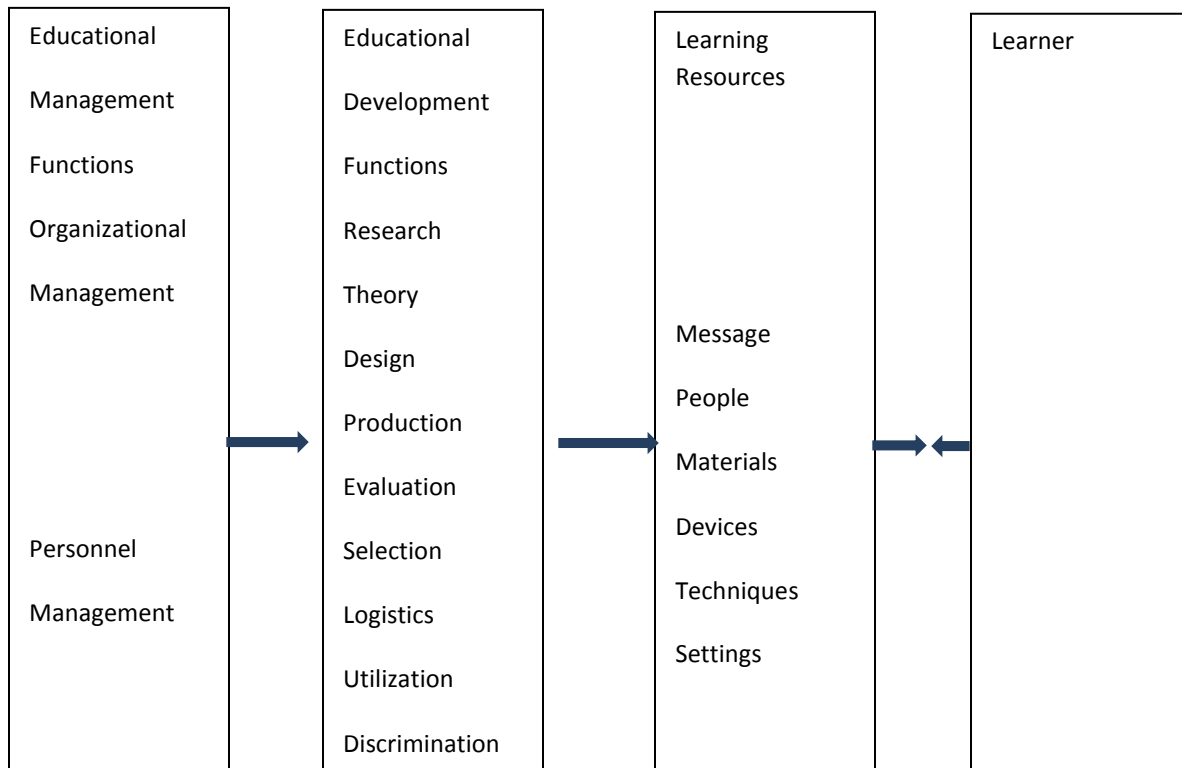 Educational
Management
Functions
Organizational
Management
Personnel
Management
Educational
Development
Functions
Research
Theory
Design
Production
Evaluation
Selection
Logistics
Utilization
Discrimination
Learning
Resources
Message
People
Materials
Devices
Techniques
Settings
Learner